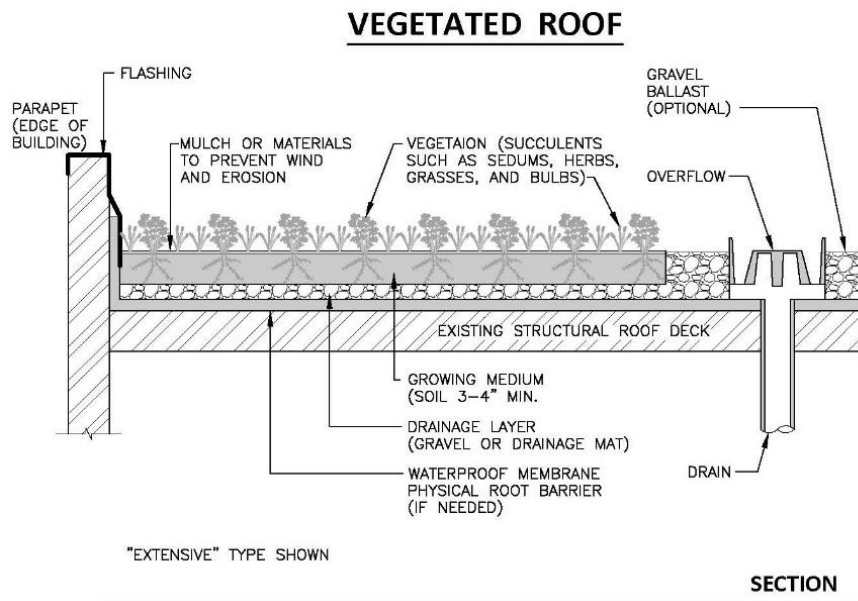 VEGETATED ROOF
FLASHING
PARAPET
(EDGE OF
BUILDING)
MULCH OR MATERIALS
TO PREVENT WIND
AND EROSION
VEGETAION (SUCCULENTS
SUCH AS SEDUMS, HERBS,
GRASSES, AND BULBS)
GRAVEL
BALLAST
(OPTIONAL)
OVERFLOW
EXISTING STRUCTURAL ROOF DECK
GROWING MEDIUM
(SOIL 3-4" MIN.
DRAINAGE LAYER
(GRAVEL OR DRAINAGE MAT)
WATERPROOF MEMBRANE
PHYSICAL ROOT BARRIER
(IF NEEDED)
DRAIN
"EXTENSIVE" TYPE SHOWN
SECTION